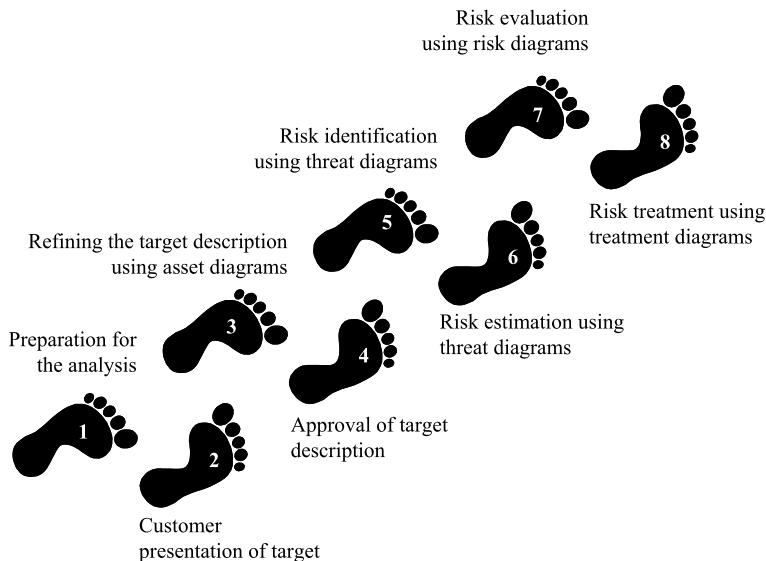 Risk evaluation
using risk diagrams
7
8
Risk identification
using threat diagrams
Risk treatment using
treatment diagrams
5
6
Refining the target description
using asset diagrams
Risk estimation using
threat diagrams
3
4
Preparation for
the analysis
Approval of target
description
1
2
Customer
presentation of target